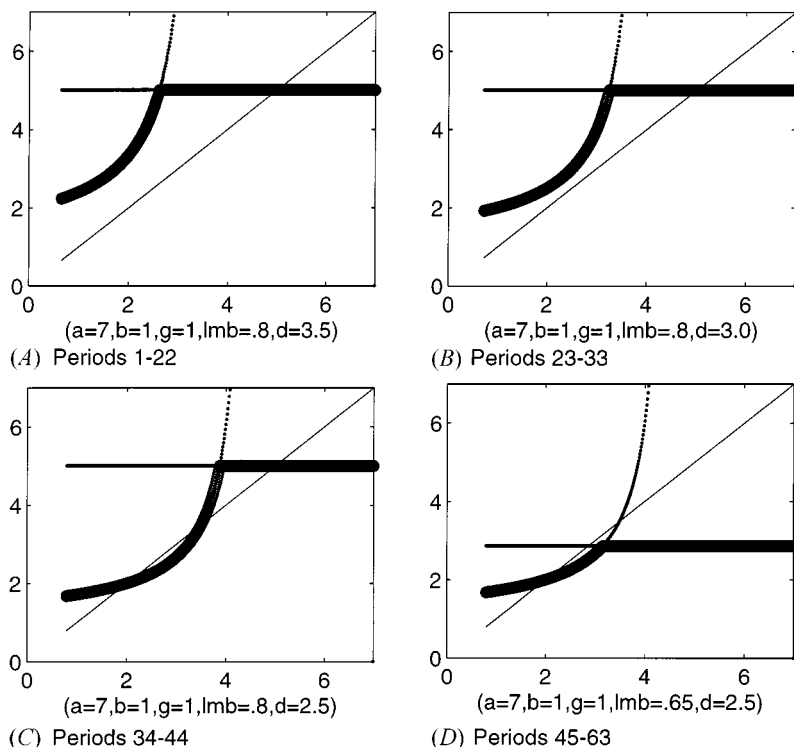 6
4
2
0
0 2 4 6
(a=7,b=1,g=1,lmb=.8,d=3.5)
(A) Periods 1-22
6
4
2
0
0 2 4 6
(a=7,b=1,g=1,lmb=.8,d=3.0)
(B) Periods 23-33
6
4
2
0
0 2 4 6
(a=7,b=1,g=1,lmb=.8,d=2.5)
(C) Periods 34-44
6
4
2
0
0 2 4 6
(a=7,b=1,g=1,lmb=.65,d=2.5)
(D) Periods 45-63